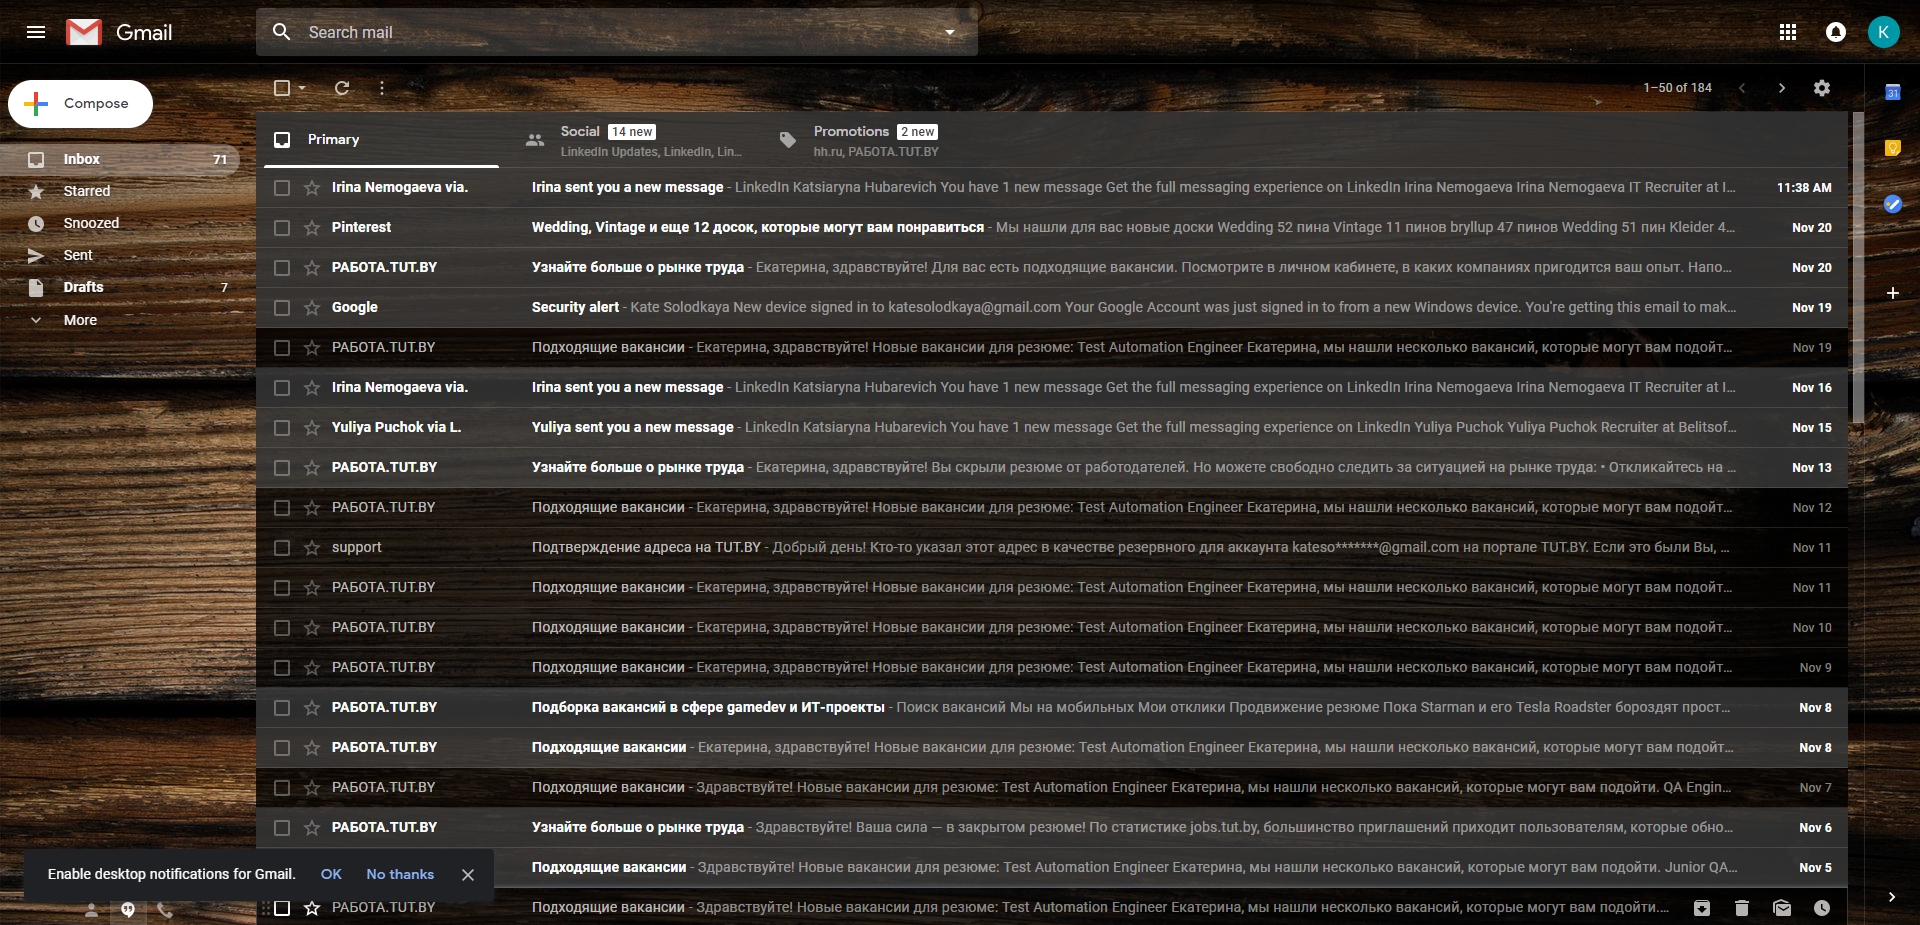 Gmail
Search mail
K
Compose
1–50 of 184
31
Primary
Social 14 new
LinkedIn Updates, LinkedIn, Lin...
Promotions 2 new
hh.ru, РАБОТА.TUT.BY
Inbox 71
Starred
Snoozed
Sent
Drafts 7
More
Irina Nemogaeva via. Irina sent you a new message - LinkedIn Katsiaryna Hubarevich You have 1 new message Get the full messaging experience on LinkedIn Irina Nemogaeva Irina Nemogaeva IT Recruiter at I... 11:38 AM
Pinterest Wedding, Vintage и еще 12 досок, которые могут вам понравиться - Мы нашли для вас новые доски Wedding 52 пина Vintage 11 пинов bryllup 47 пинов Wedding 51 пин Kleider 4... Nov 20
РАБОТА.TUT.BY Узнайте больше о рынке труда - Екатерина, здравствуйте! Для вас есть подходящие вакансии. Посмотрите в личном кабинете, в каких компаниях пригодится ваш опыт. Напо... Nov 20
Google Security alert - Kate Solodkaya New device signed in to katesolodkaya@gmail.com Your Google Account was just signed in to from a new Windows device. You're getting this email to mak... Nov 19
РАБОТА.TUT.BY Подходящие вакансии - Екатерина, здравствуйте! Новые вакансии для резюме: Test Automation Engineer Екатерина, мы нашли несколько вакансий, которые могут вам подойт... Nov 19
Irina Nemogaeva via. Irina sent you a new message - LinkedIn Katsiaryna Hubarevich You have 1 new message Get the full messaging experience on LinkedIn Irina Nemogaeva Irina Nemogaeva IT Recruiter at I... Nov 16
Yuliya Puchok via L. Yuliya sent you a new message - LinkedIn Katsiaryna Hubarevich You have 1 new message Get the full messaging experience on LinkedIn Yuliya Puchok Yuliya Puchok Recruiter at Belitsof... Nov 15
РАБОТА.TUT.BY Узнайте больше о рынке труда - Екатерина, здравствуйте! Вы скрыли резюме от работодателей. Но можете свободно следить за ситуацией на рынке труда: • Откликайтесь на ... Nov 13
РАБОТА.TUT.BY Подходящие вакансии - Екатерина, здравствуйте! Новые вакансии для резюме: Test Automation Engineer Екатерина, мы нашли несколько вакансий, которые могут вам подойт... Nov 12
support Подтверждение адреса на TUT.BY - Добрый день! Кто-то указал этот адрес в качестве резервного для аккаунта kateso*******@gmail.com на портале TUT.BY. Если это были Вы, ... Nov 11
РАБОТА.TUT.BY Подходящие вакансии - Екатерина, здравствуйте! Новые вакансии для резюме: Test Automation Engineer Екатерина, мы нашли несколько вакансий, которые могут вам подойт... Nov 11
РАБОТА.TUT.BY Подходящие вакансии - Екатерина, здравствуйте! Новые вакансии для резюме: Test Automation Engineer Екатерина, мы нашли несколько вакансий, которые могут вам подойт... Nov 10
РАБОТА.TUT.BY Подходящие вакансии - Екатерина, здравствуйте! Новые вакансии для резюме: Test Automation Engineer Екатерина, мы нашли несколько вакансий, которые могут вам подойт... Nov 9
РАБОТА.TUT.BY Подборка вакансий в сфере gamedev и ИТ-проекты - Поиск вакансий Мы на мобильных Мои отклики Продвижение резюме Пока Starman и его Tesla Roadster бороздят прост... Nov 8
РАБОТА.TUT.BY Подходящие вакансии - Екатерина, здравствуйте! Новые вакансии для резюме: Test Automation Engineer Екатерина, мы нашли несколько вакансий, которые могут вам подойт... Nov 8
РАБОТА.TUT.BY Подходящие вакансии - Здравствуйте! Новые вакансии для резюме: Test Automation Engineer Екатерина, мы нашли несколько вакансий, которые могут вам подойти. QA Engin... Nov 7
РАБОТА.TUT.BY Узнайте больше о рынке труда - Здравствуйте! Ваша сила — в закрытом резюме! По статистике jobs.tut.by, большинство приглашений приходит пользователям, которые обно... Nov 6
Подходящие вакансии - Здравствуйте! Новые вакансии для резюме: Test Automation Engineer Екатерина, мы нашли несколько вакансий, которые могут вам подойти. Junior QA... Nov 5
Enable desktop notifications for Gmail. OK No thanks
РАБОТА.TUT.BY Подходящие вакансии - Здравствуйте! Новые вакансии для резюме: Test Automation Engineer Екатерина, мы нашли несколько вакансий, которые могут вам подойти....